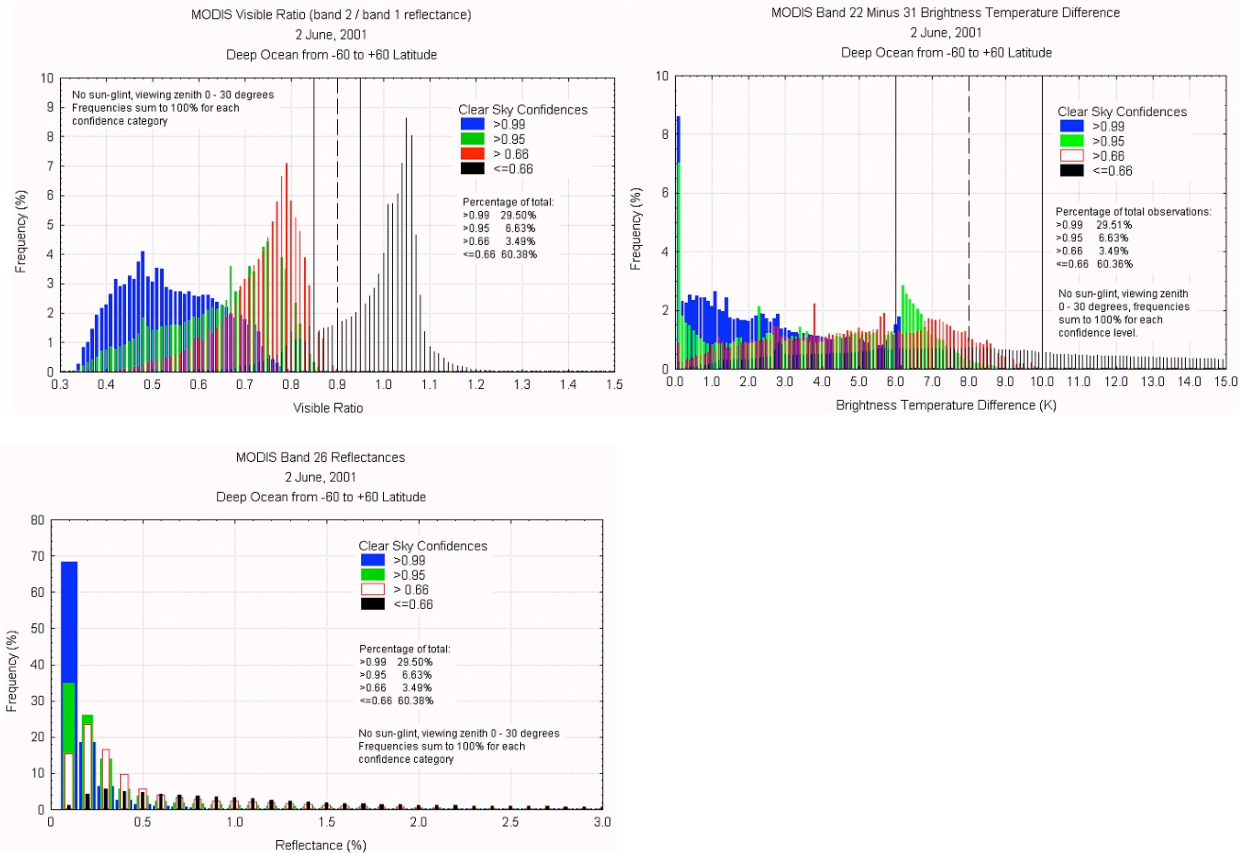 MODIS Visible Ratio (band 2 / band 1 reflectance)
2 June, 2001
Deep Ocean from -60 to +60 Latitude
No sun-glint, viewing zenith 0 - 30 degrees
Frequencies sum to 100% for each
confidence category
Clear Sky Confidences
>0.99
>0.95
> 0.66
<=0.66
Percentage of total:
>0.99 29.50%
>0.95 6.63%
>0.66 3.49%
<=0.66 60.38%
Frequency (%)
10
9
8
7
6
5
4
3
2
1
0
0.3 0.4 0.5 0.6 0.7 0.8 0.9 1.0 1.1 1.2 1.3 1.4 1.5
Visible Ratio
MODIS Band 22 Minus 31 Brightness Temperature Difference
2 June, 2001
Deep Ocean from -60 to +60 Latitude
Clear Sky Confidences
>0.99
>0.95
>0.66
<=0.66
Percentage of total observations:
>0.99 29.51%
>0.95 6.63%
>0.66 3.49%
<=0.66 60.36%
No sun-glint, viewing zenith
0 - 30 degrees, frequencies
sum to 100% for each
confidence level.
Frequency (%)
10
8
6
4
2
0
0.0 1.0 2.0 3.0 4.0 5.0 6.0 7.0 8.0 9.0 10.0 11.0 12.0 13.0 14.0 15.0
Brightness Temperature Difference (K)
MODIS Band 26 Reflectances
2 June, 2001
Deep Ocean from -60 to +60 Latitude
Clear Sky Confidences
>0.99
>0.95
> 0.66
<=0.66
Percentage of total:
>0.99 29.50%
>0.95 6.63%
>0.66 3.49%
<=0.66 60.38%
No sun-glint, viewing zenith 0 - 30 degrees
Frequencies sum to 100% for each
confidence category
Frequency (%)
80
70
60
50
40
30
20
10
0
0 0.5 1.0 1.5 2.0 2.5 3.0
Reflectance (%)